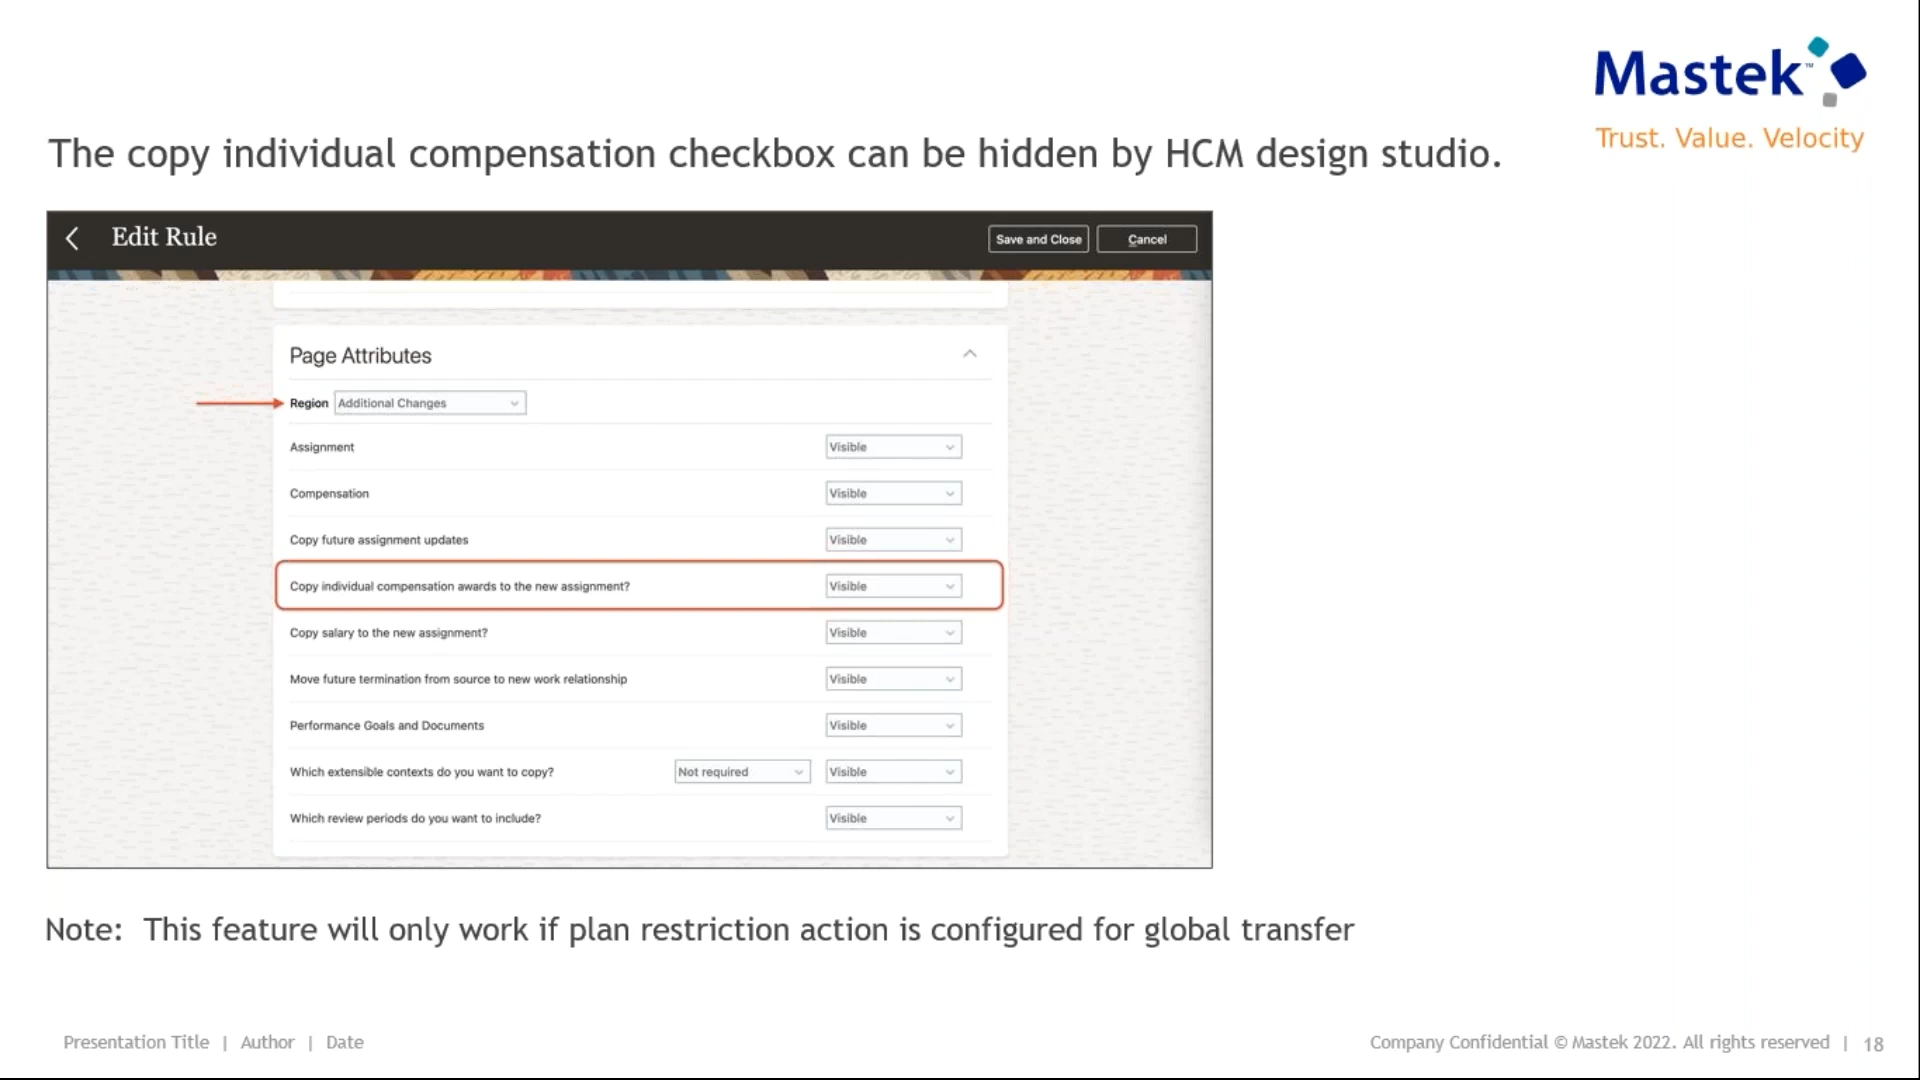 Mastek™
Trust. Value. Velocity
The copy individual compensation checkbox can be hidden by HCM design studio.
Edit Rule
Save and Close
Cancel
Page Attributes
Region Additional Changes
Assignment Visible
Compensation Visible
Copy future assignment updates Visible
Copy individual compensation awards to the new assignment? Visible
Copy salary to the new assignment? Visible
Move future termination from source to new work relationship Visible
Performance Goals and Documents Visible
Which extensible contexts do you want to copy? Not required Visible
Which review periods do you want to include? Visible
Note: This feature will only work if plan restriction action is configured for global transfer
Presentation Title | Author | Date
Company Confidential © Mastek 2022. All rights reserved | 18